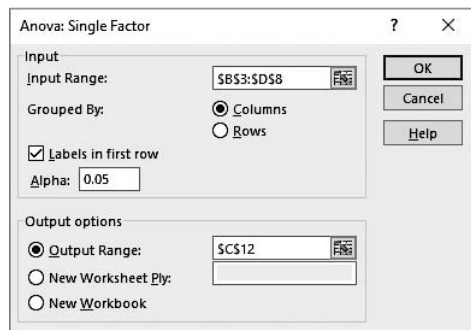 Anova: Single Factor ? ×
Input
Input Range: $B$3:$D$8
Grouped By: Columns
Rows
Labels in first row
Alpha: 0.05
OK
Cancel
Help
Output options
Output Range: $C$12
New Worksheet Ply:
New Workbook